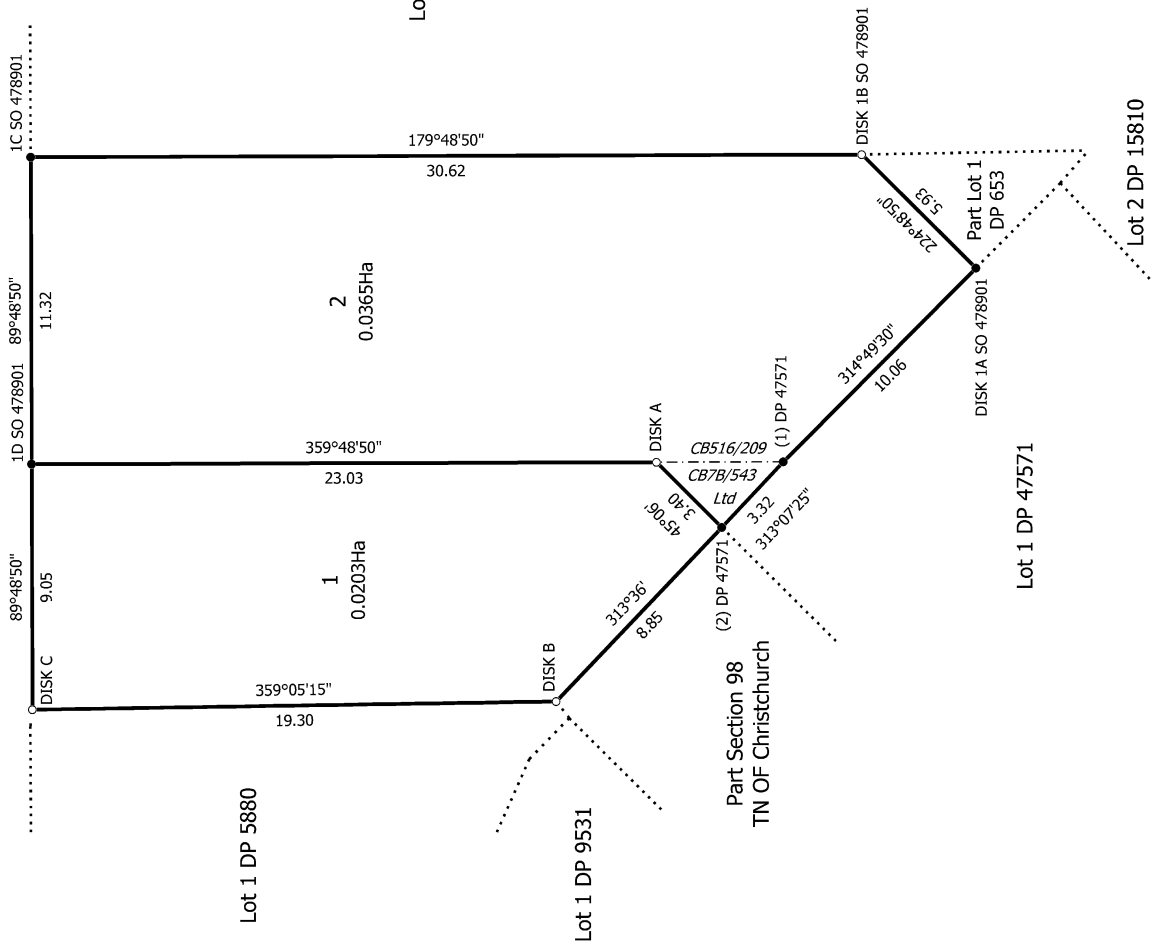 Lo
1C SO 478901
89°48'50"
11.32
1D SO 478901
89°48'50"
9.05
DISK C
179°48'50"
30.62
2
0.0365Ha
359°48'50"
23.03
1
0.0203Ha
359°05'15"
19.30
DISK B
DISK A
45°06'
3.40
CB516/209
CB7B/543
Ltd
(1) DP 47571
3.32
313°07'25"
(2) DP 47571
313°36'
8.85
314°49'30"
10.06
DISK 1A SO 478901
224°48'50"
5.93
DISK 1B SO 478901
Part Lot 1
DP 653
Lot 2 DP 15810
Lot 1 DP 47571
Part Section 98
TN OF Christchurch
Lot 1 DP 9531
Lot 1 DP 5880